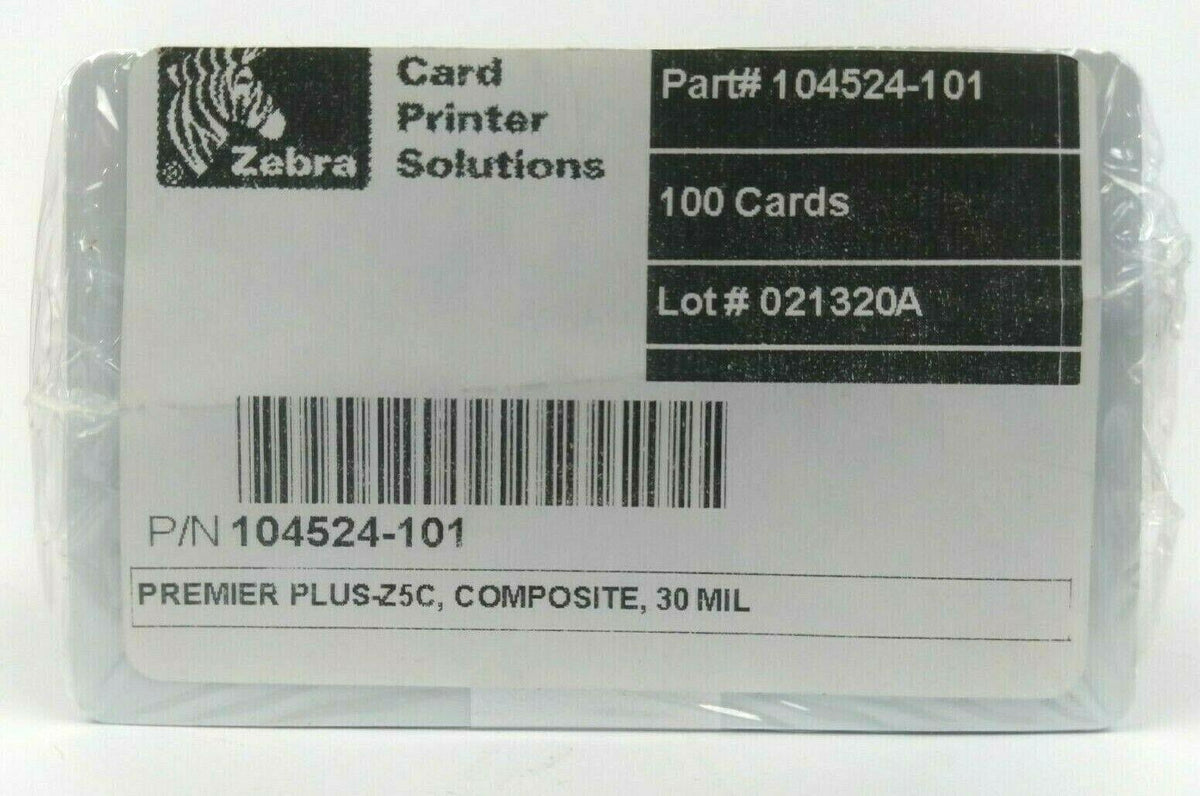 Zebra
Card
Printer
Solutions
Part# 104524-101
100 Cards
Lot # 021320A
P/N 104524-101
PREMIER PLUS-Z5C, COMPOSITE, 30 MIL